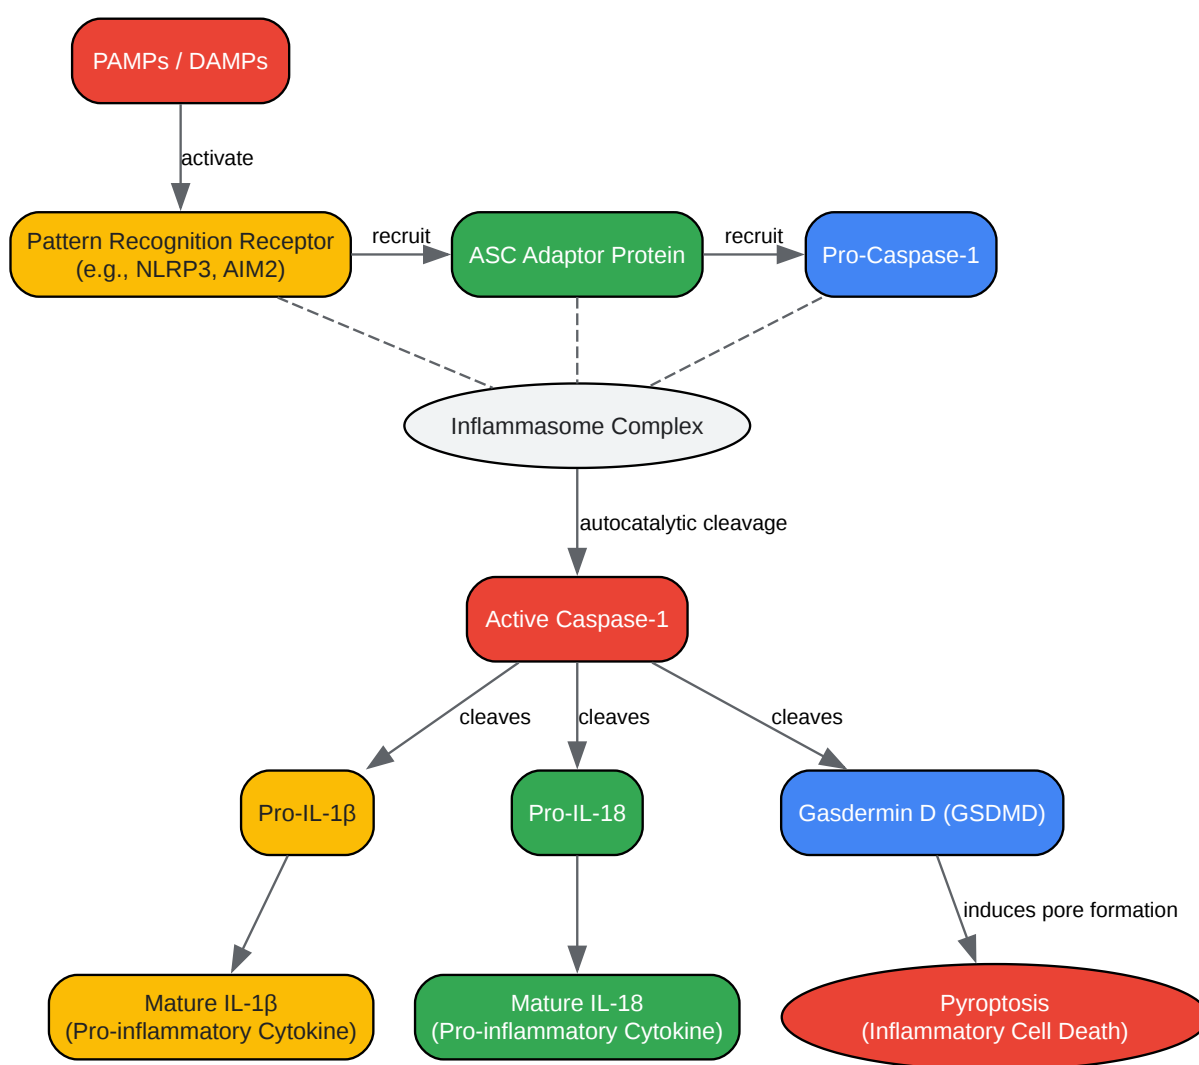 PAMPs / DAMPs
activate
Pattern Recognition Receptor
(e.g., NLRP3, AIM2)
recruit
ASC Adaptor Protein
recruit
Pro-Caspase-1
Inflammasome Complex
autocatalytic cleavage
Active Caspase-1
cleaves
cleaves
cleaves
Pro-IL-1β
Pro-IL-18
Gasdermin D (GSDMD)
induces pore formation
Mature IL-1β
(Pro-inflammatory Cytokine)
Mature IL-18
(Pro-inflammatory Cytokine)
Pyroptosis
(Inflammatory Cell Death)